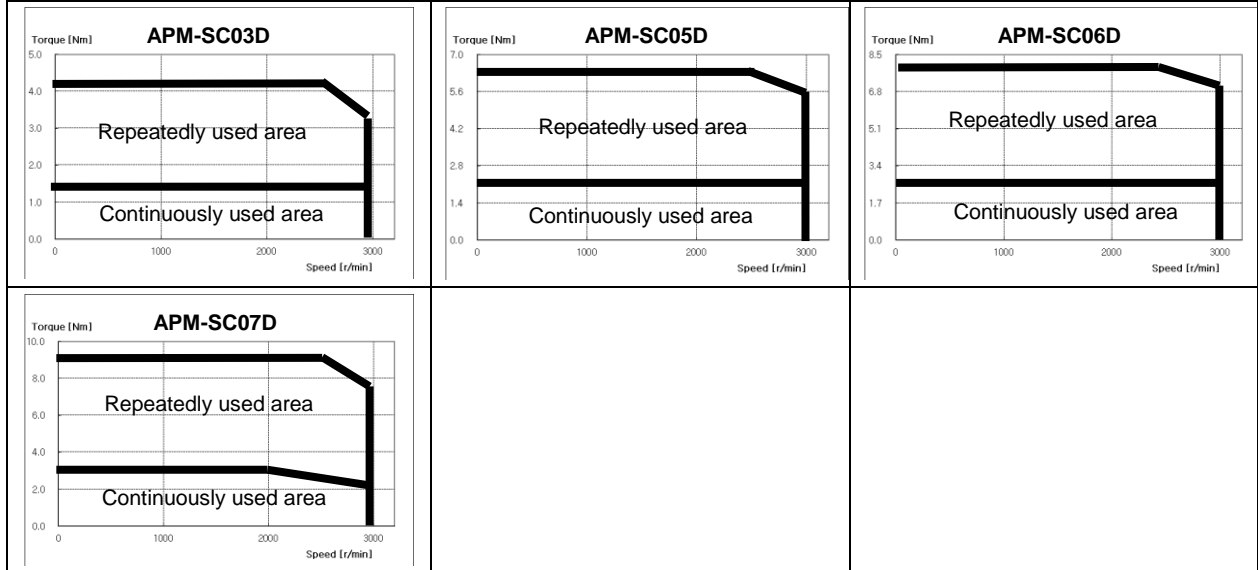 APM-SC03D
Torque [Nm]
5.0
4.0
3.0
2.0
1.0
0.0
Repeatedly used area
Continuously used area
0 1000 2000 3000
Speed [r/min]
APM-SC05D
Torque [Nm]
7.0
5.6
4.2
2.8
1.4
0.0
Repeatedly used area
Continuously used area
0 1000 2000 3000
Speed [r/min]
APM-SC06D
Torque [Nm]
8.5
6.8
5.1
3.4
1.7
0.0
Repeatedly used area
Continuously used area
0 1000 2000 3000
Speed [r/min]
APM-SC07D
Torque [Nm]
10.0
8.0
6.0
4.0
2.0
0.0
Repeatedly used area
Continuously used area
0 1000 2000 3000
Speed [r/min]